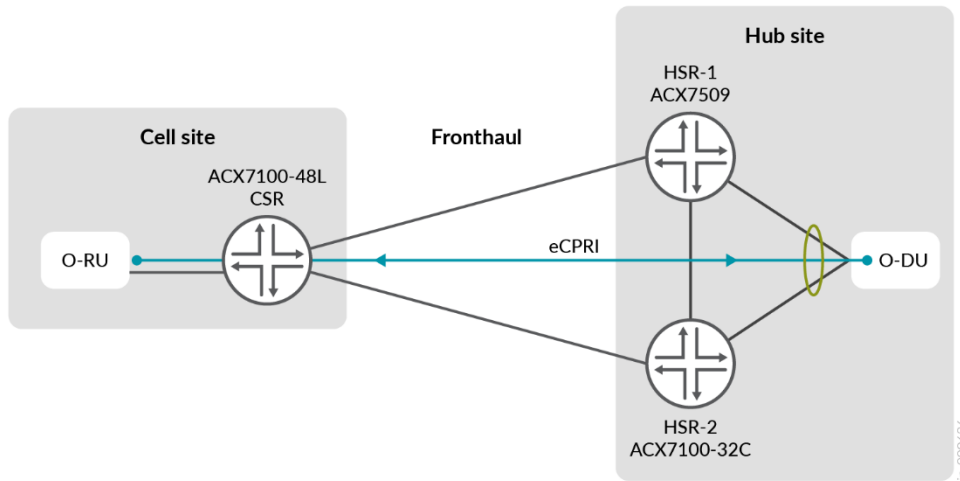 Hub site
HSR-1
ACX7509
Cell site
Fronthaul
ACX7100-48L
CSR
O-RU
eCPRI
O-DU
HSR-2
ACX7100-32C